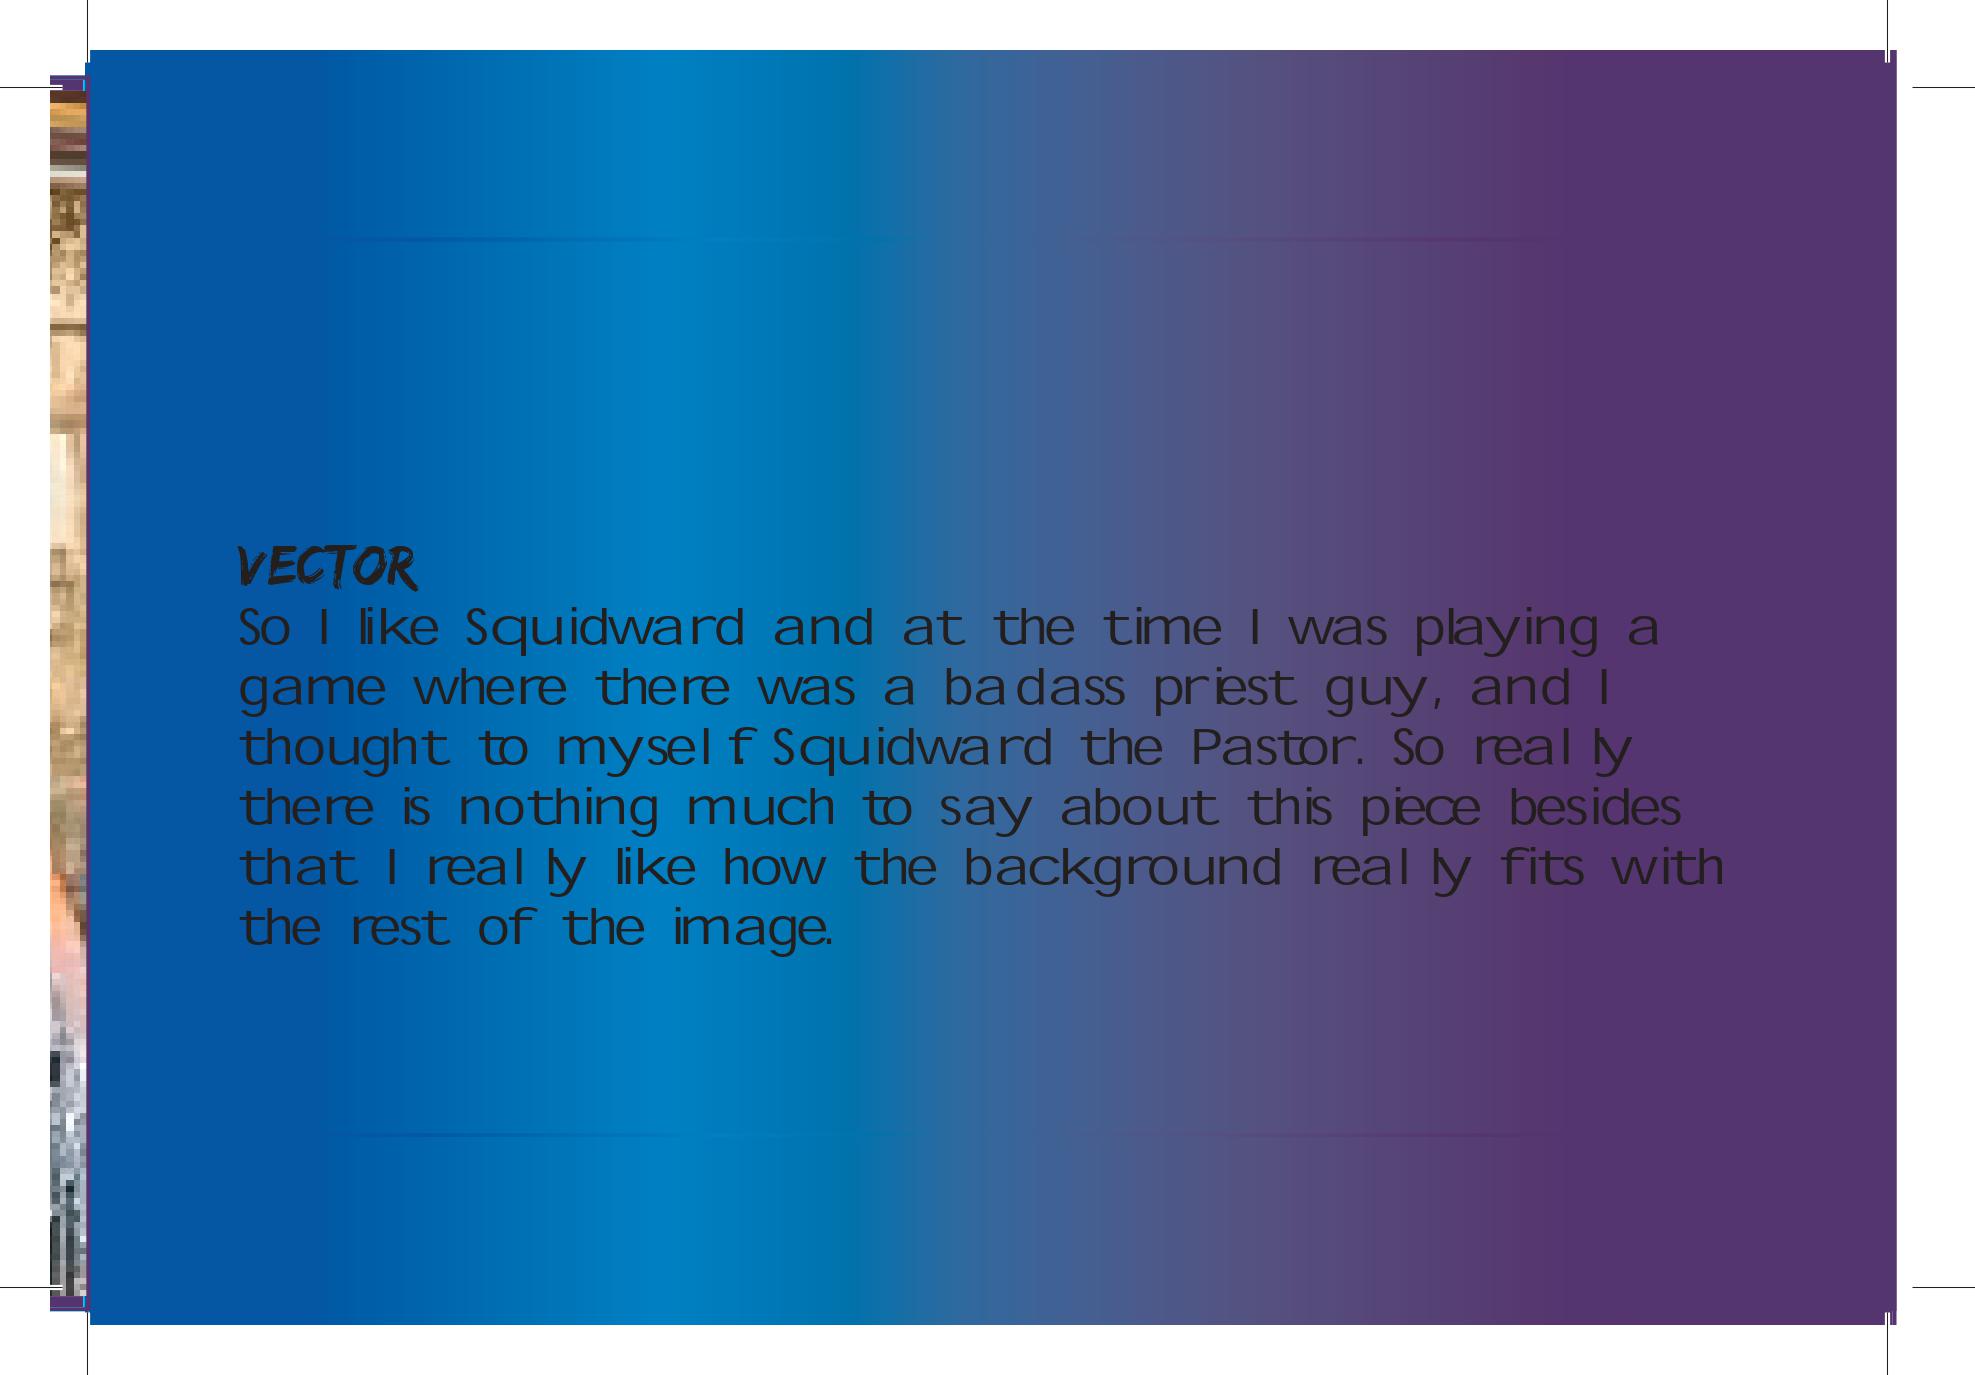 VECTOR
So I like Squidward and at the time I was playing a
game where there was a badass priest guy, and I
thought to myself. Squidward the Pastor. So really
there is nothing much to say about this piece besides
that I really like how the background really fits with
the rest of the image.